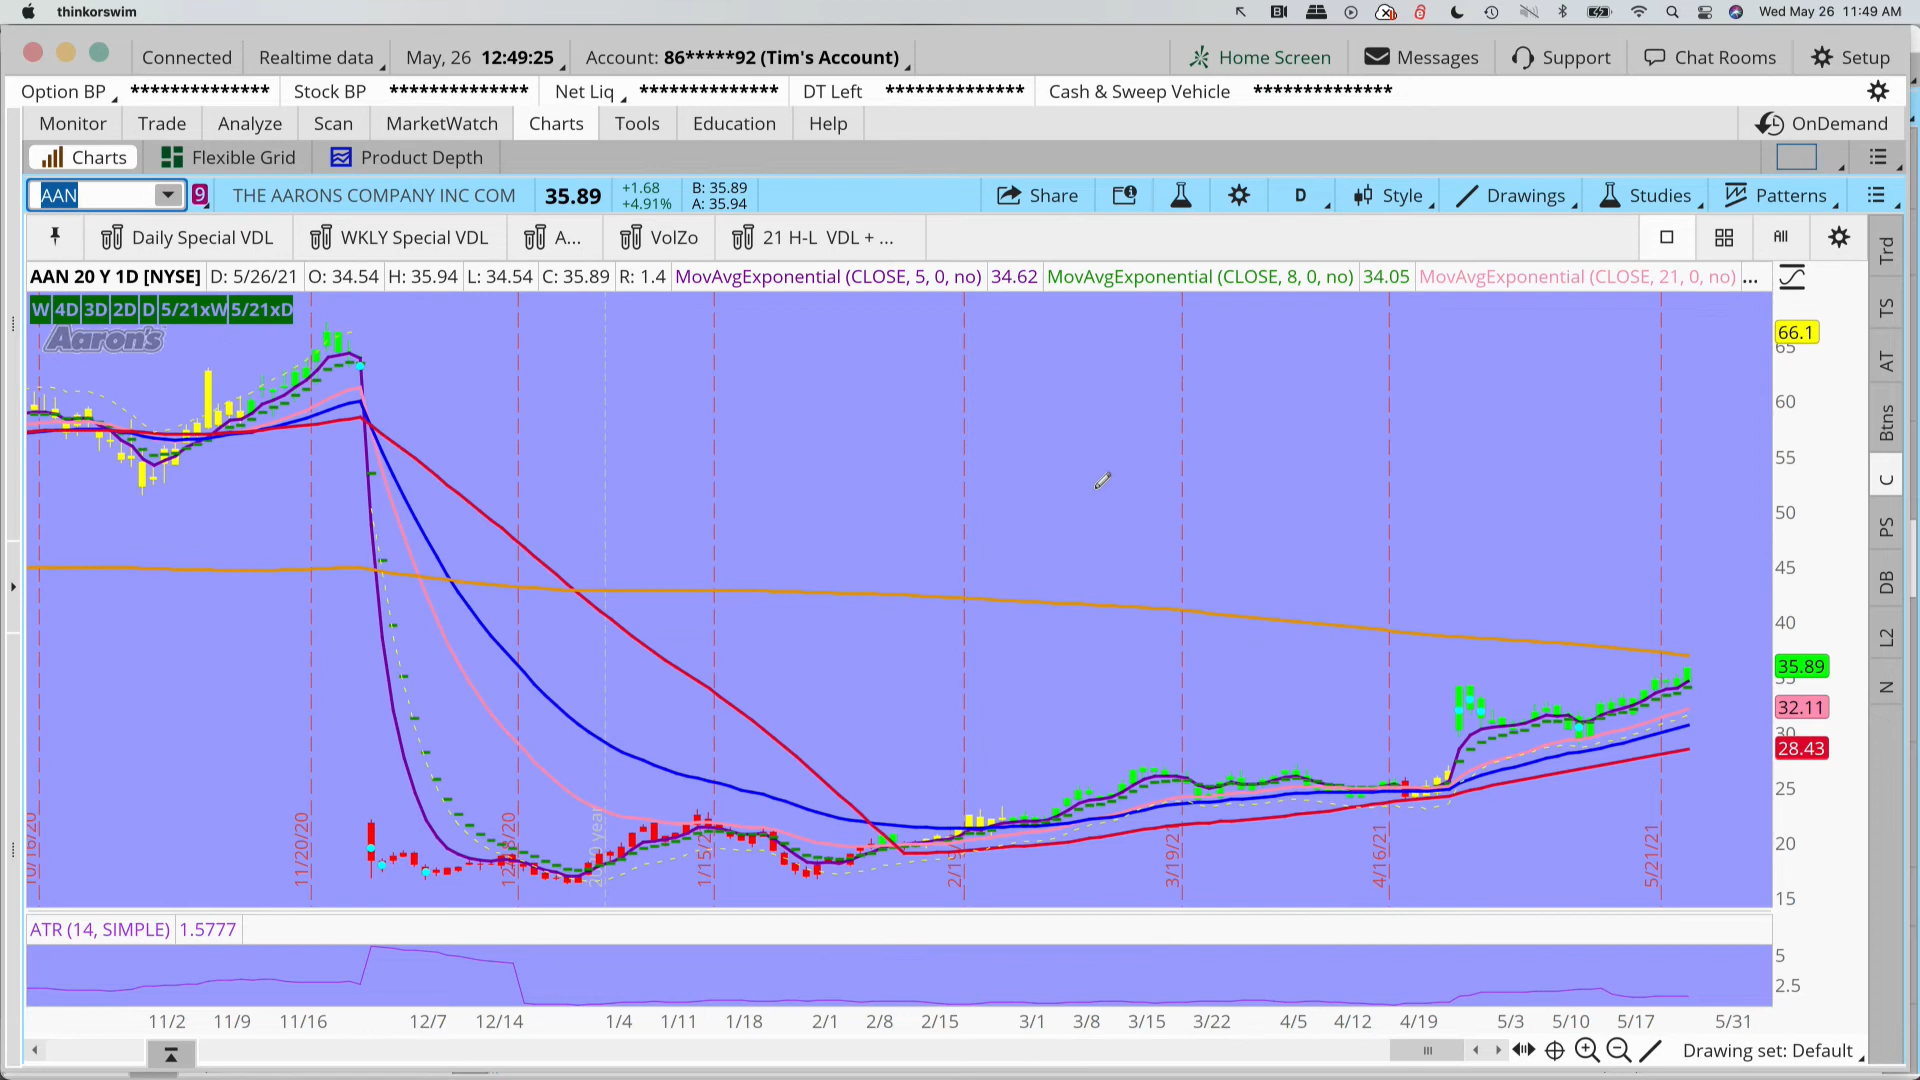 thinkorswim
Wed May 26 11:49 AM
Connected Realtime data May, 26 12:49:25 Account: 86*****92 (Tim's Account) Home Screen Messages Support Chat Rooms Setup
Option BP ************** Stock BP ************** Net Liq ************** DT Left ************** Cash & Sweep Vehicle **************
Monitor Trade Analyze Scan MarketWatch Charts Tools Education Help OnDemand
Charts Flexible Grid Product Depth
AAN 9 THE AARONS COMPANY INC COM 35.89 +1.68 B: 35.89 Share D Style Drawings Studies Patterns
+4.91% A: 35.94
Daily Special VDL WKLY Special VDL A... VolZo 21 H-L VDL + ... All
AAN 20 Y 1D [NYSE] D: 5/26/21 O: 34.54 H: 35.94 L: 34.54 C: 35.89 R: 1.4 MovAvgExponential (CLOSE, 5, 0, no) 34.62 MovAvgExponential (CLOSE, 8, 0, no) 34.05 MovAvgExponential (CLOSE, 21, 0, no) ...
W 4D 3D 2D D 5/21xW 5/21xD
Aaron's
66.1
65
60
55
50
45
40
35.89
35
32.11
30
28.43
25
20
15
11/20/20
3/19/21
4/16/21
5/21/21
Trd
TS
AT
Btns
C
PS
DB
L2
N
ATR (14, SIMPLE) 1.5777
5
2.5
11/2 11/9 11/16 12/7 12/14 1/4 1/11 1/18 2/1 2/8 2/15 3/1 3/8 3/15 3/22 4/5 4/12 4/19 5/3 5/10 5/17 5/31
Drawing set: Default